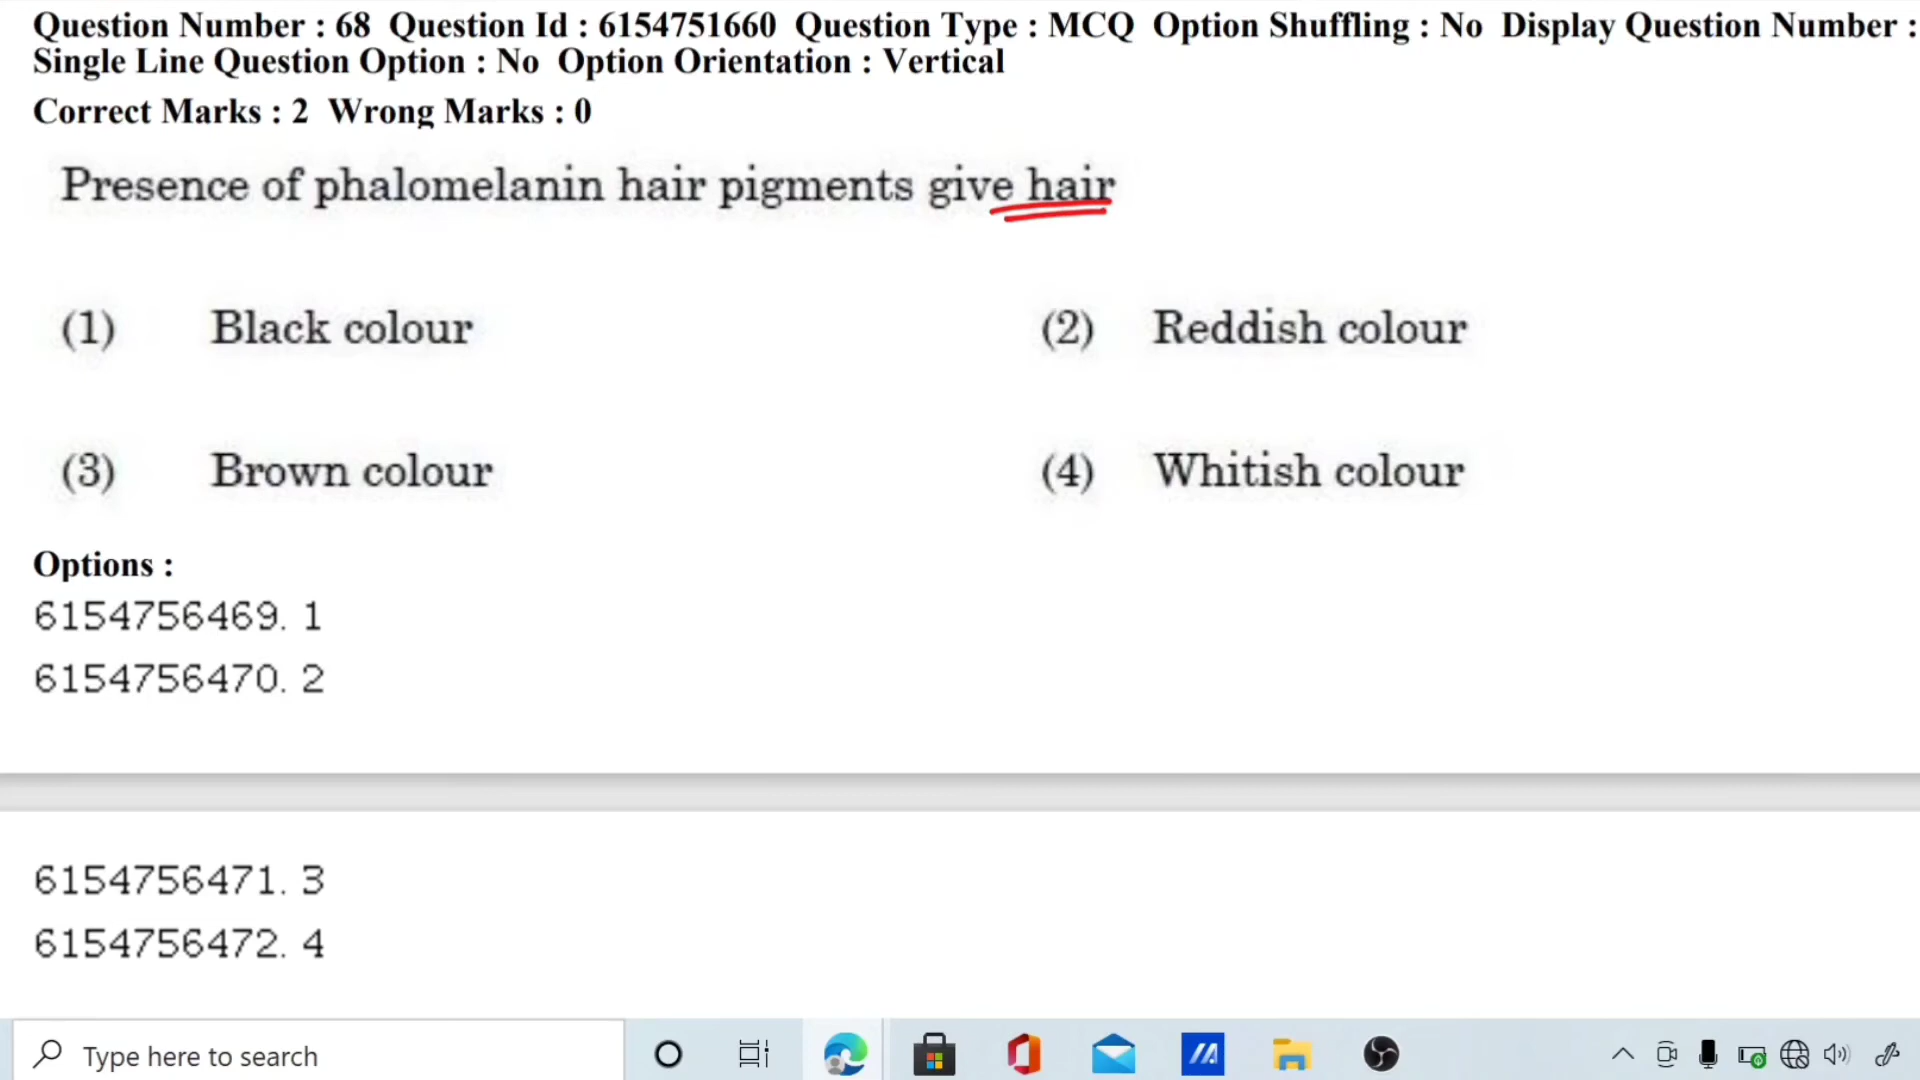 Question Number : 68 Question Id : 6154751660 Question Type : MCQ Option Shuffling : No Display Question Number :
Single Line Question Option : No Option Orientation : Vertical
Correct Marks : 2 Wrong Marks : 0
Presence of phalomelanin hair pigments give hair
(1) Black colour (2) Reddish colour
(3) Brown colour (4) Whitish colour
Options :
6154756469. 1
6154756470. 2
6154756471. 3
6154756472. 4
Type here to search